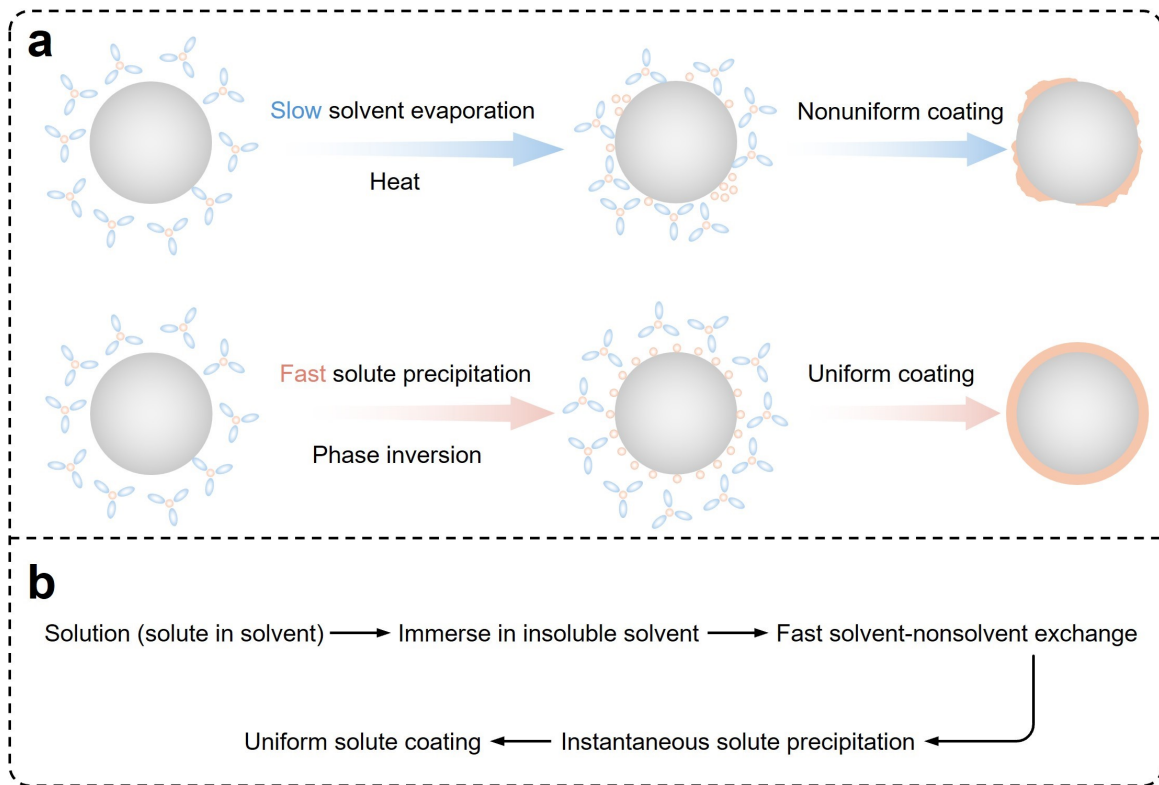 a
Slow solvent evaporation
Heat
Nonuniform coating
Fast solute precipitation
Phase inversion
Uniform coating
b
Solution (solute in solvent)
Immerse in insoluble solvent
Fast solvent-nonsolvent exchange
Instantaneous solute precipitation
Uniform solute coating